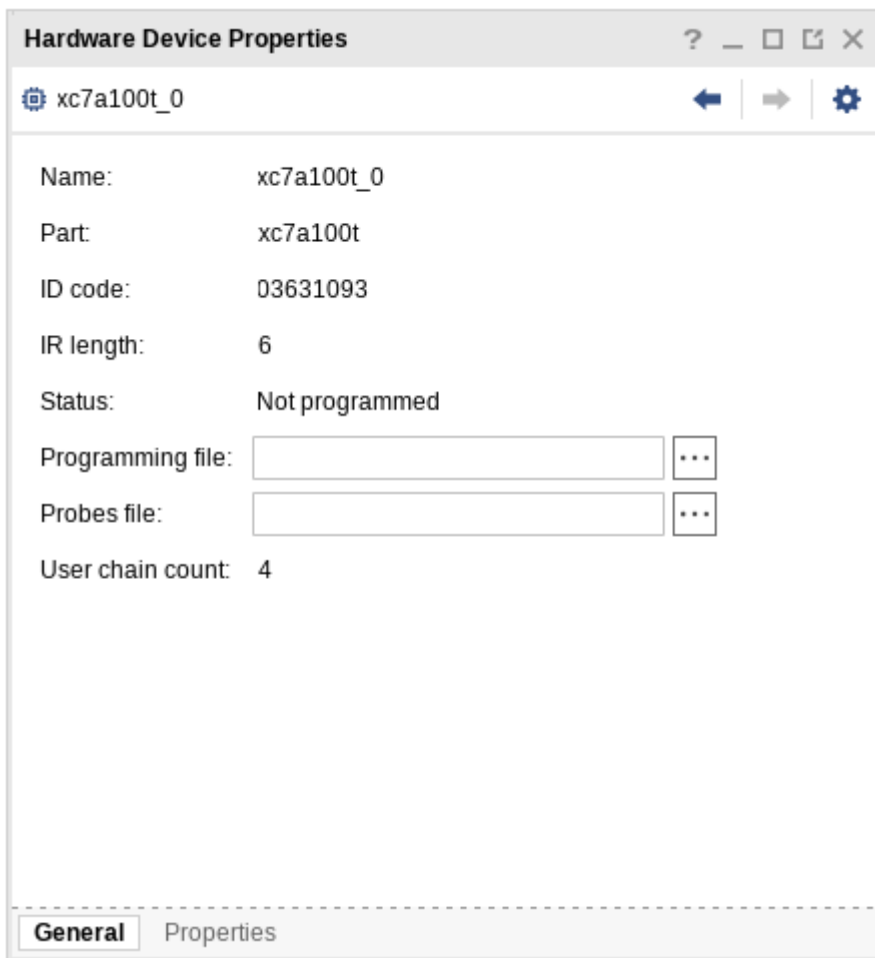 Hardware Device Properties
xc7a100t_0
Name: xc7a100t_0
Part: xc7a100t
ID code: 03631093
IR length: 6
Status: Not programmed
Programming file: ...
Probes file: ...
User chain count: 4
General Properties